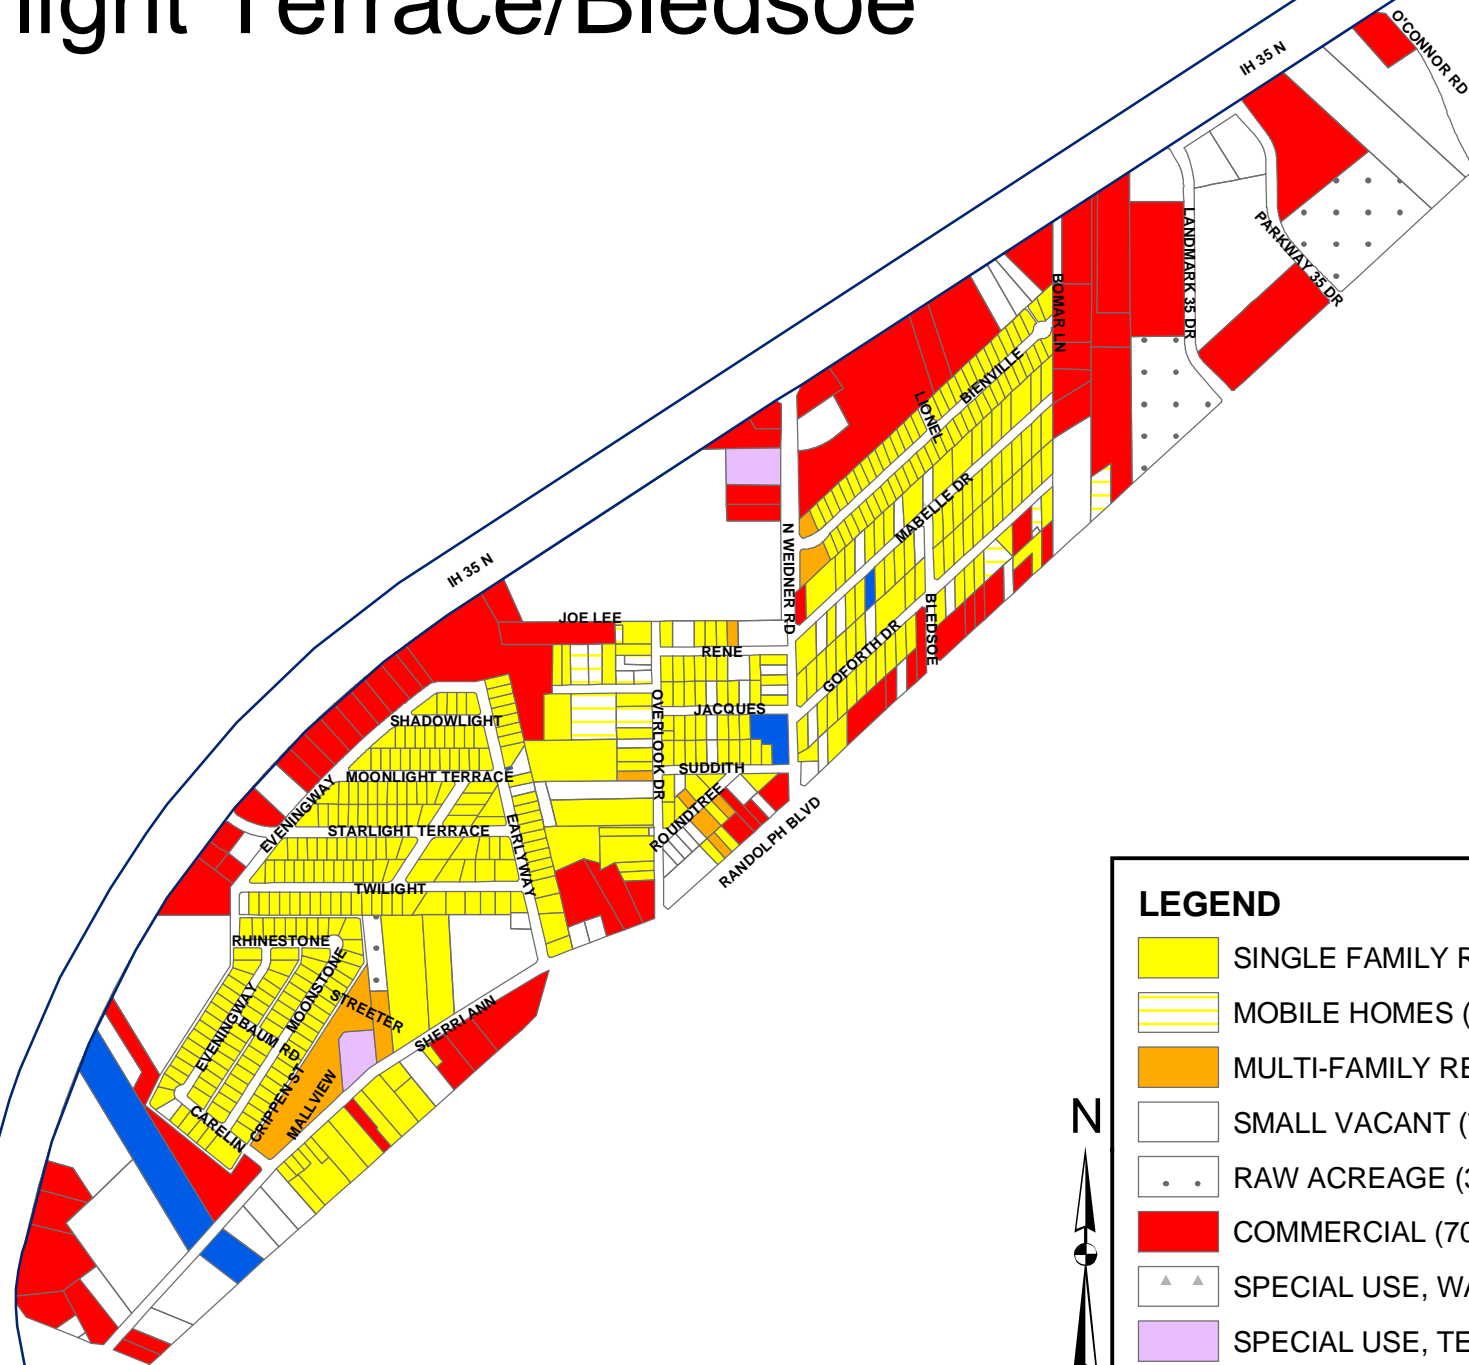 light Terrace/Bledsoe
O'CONNOR RD
IH 35 N
LANDMARK 35 DR
PARKWAY 35 DR
BOMAR LN
BIENVILLE
LIONEL
MABELLE DR
N WEIDNER RD
IH 35 N
BLEDSOE
JOE LEE
RENE
GOFORTH DR
OVERLOOK DR
JACQUES
SHADOWLIGHT
SUDDITH
MOONLIGHT TERRACE
EVENINGWAY
ROUNDTREE
STARLIGHT TERRACE
EARLYWAY
RANDOLPH BLVD
TWILIGHT
RHINESTONE
MOONSTONE
STREETER
EVENINGWAY
BAUM RD
SHERRI ANN
CRIPPEN ST
MALLVIEW
CARELIN
N
LEGEND
SINGLE FAMILY R
MOBILE HOMES (
MULTI-FAMILY RE
SMALL VACANT (
RAW ACREAGE (3
COMMERCIAL (70
SPECIAL USE, WA
SPECIAL USE, TE